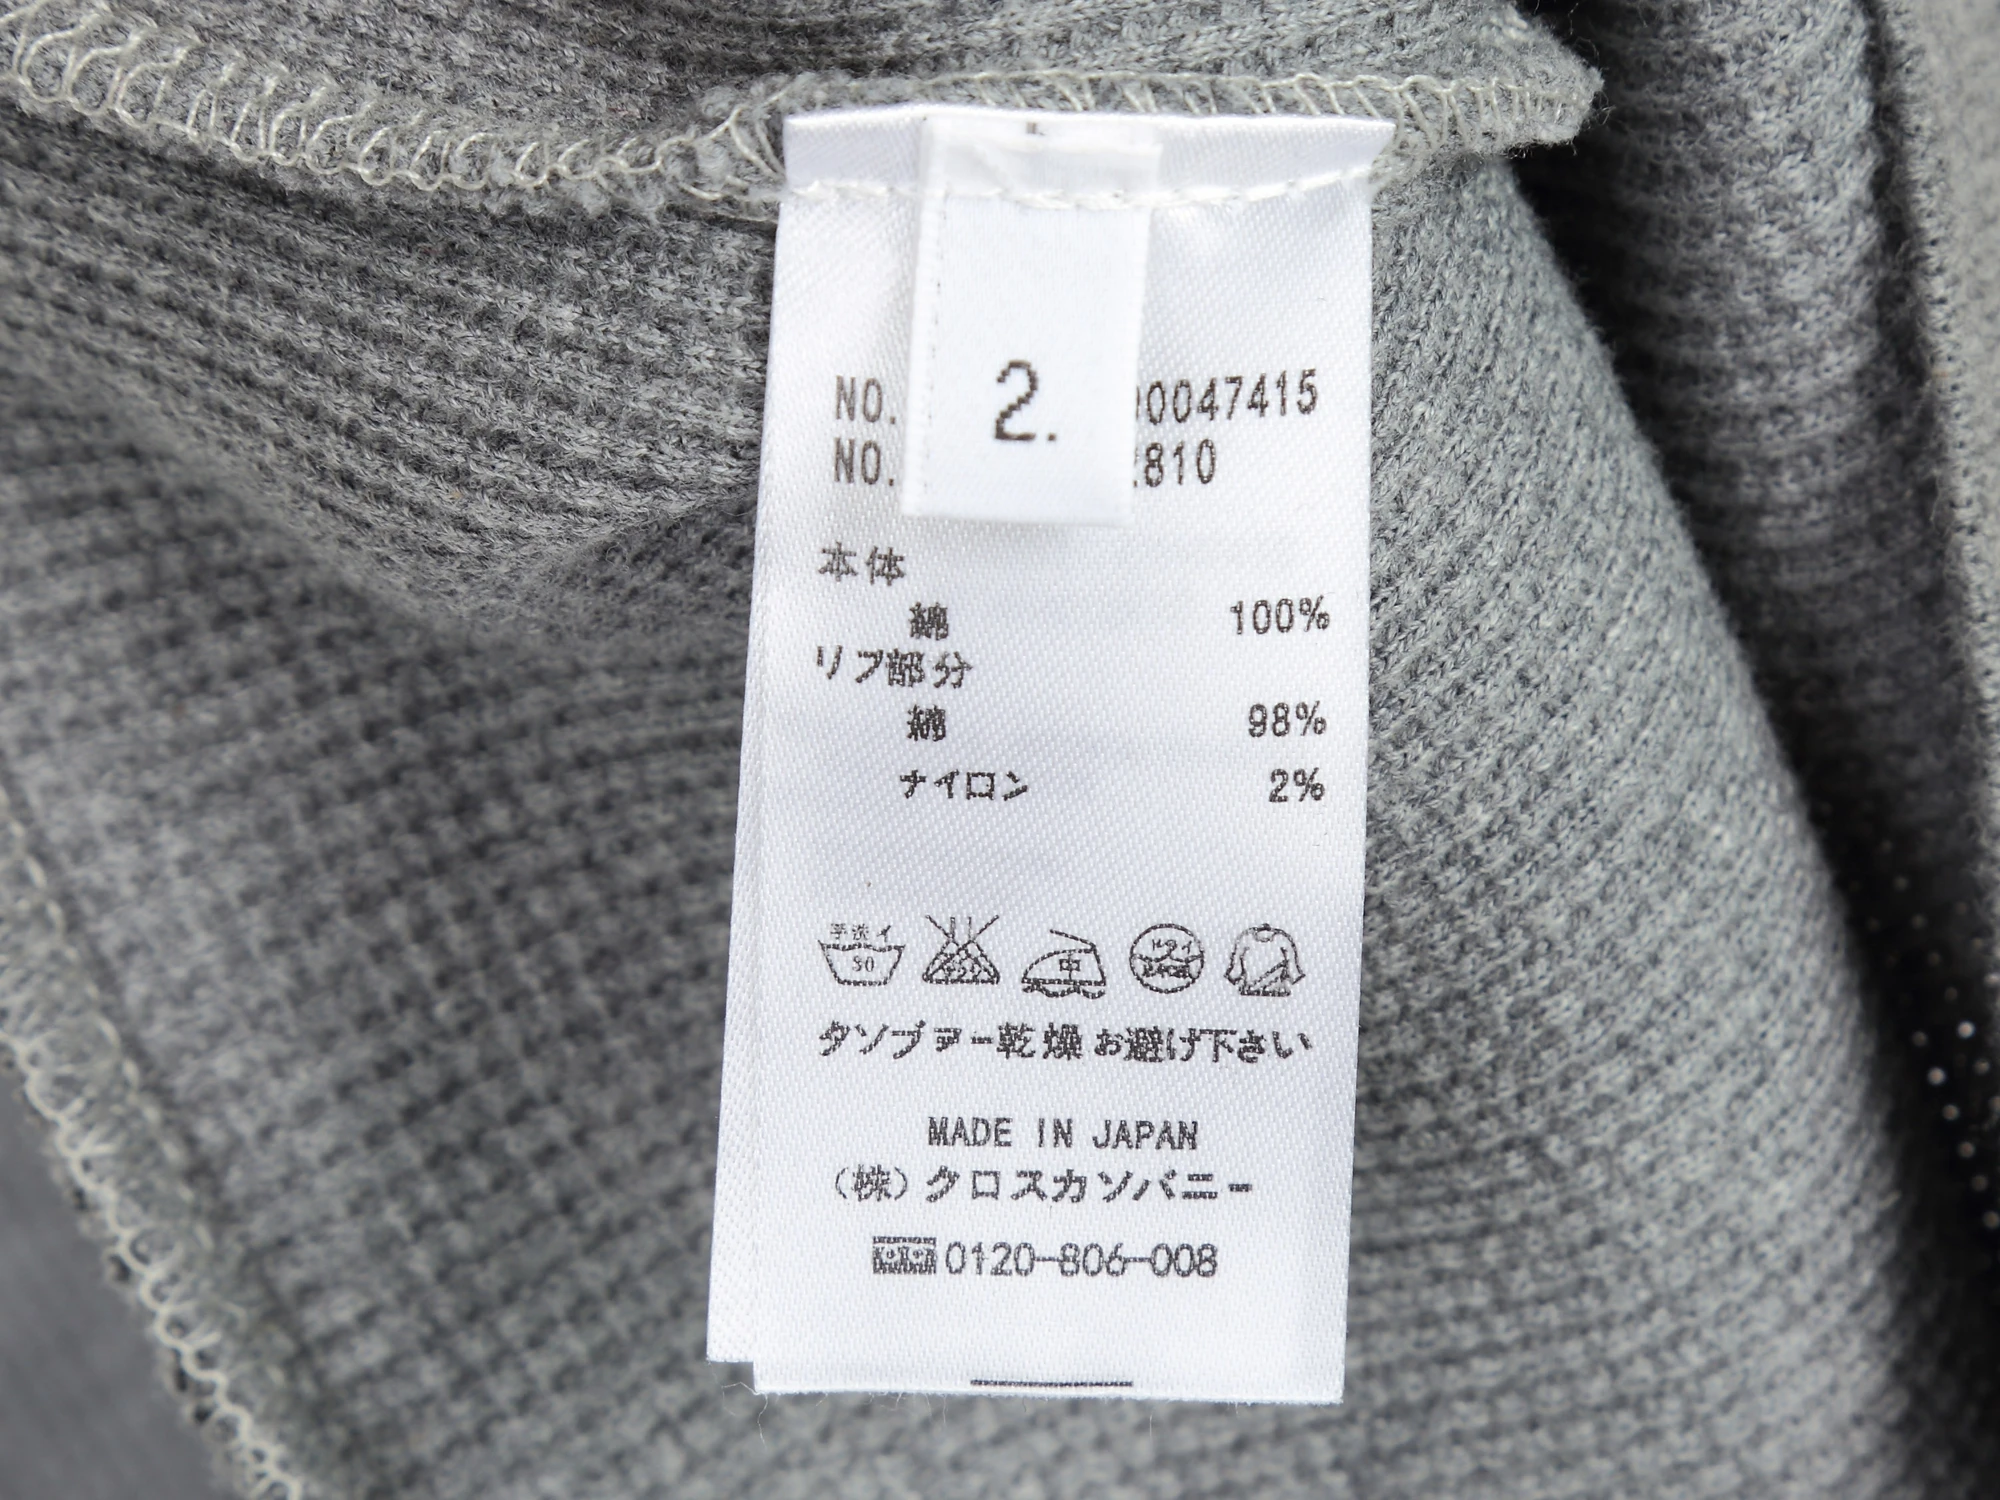 2.
NO. 0047415
NO. 810
本体
綿 100%
リブ部分
綿 98%
ナイロン 2%
手洗イ
30
中
ドライ
タンブラー乾燥お避け下さい
MADE IN JAPAN
(株)クロスカンパニー
0120-806-008